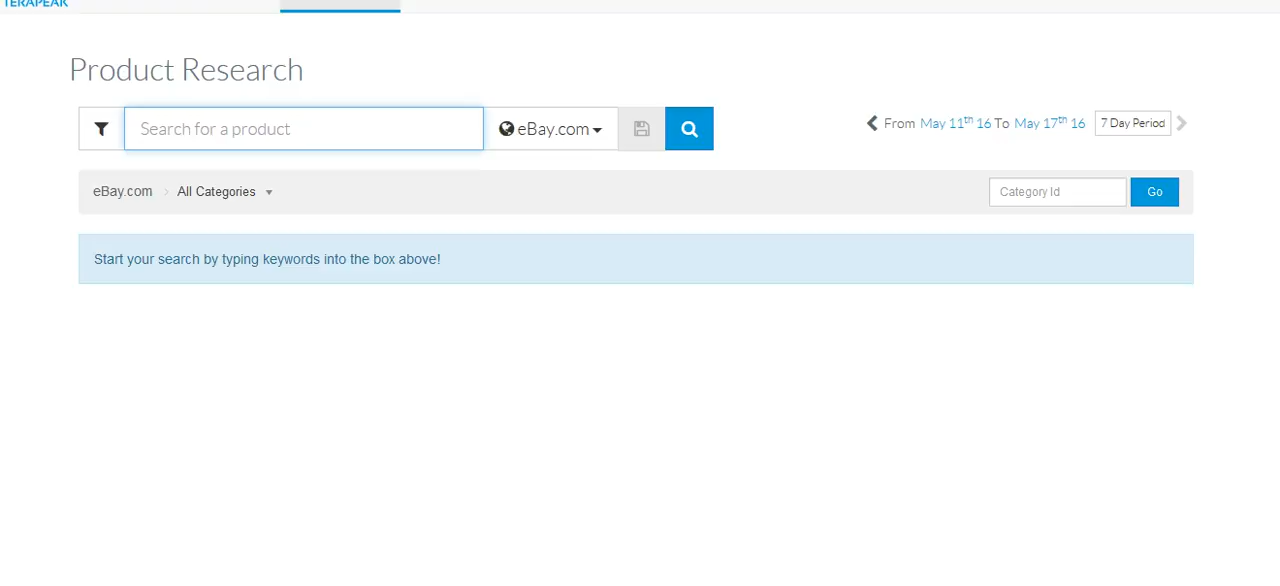 TERAPEAK
Product Research
Search for a product eBay.com From May 11th 16 To May 17th 16 7 Day Period
eBay.com All Categories Category Id Go
Start your search by typing keywords into the box above!